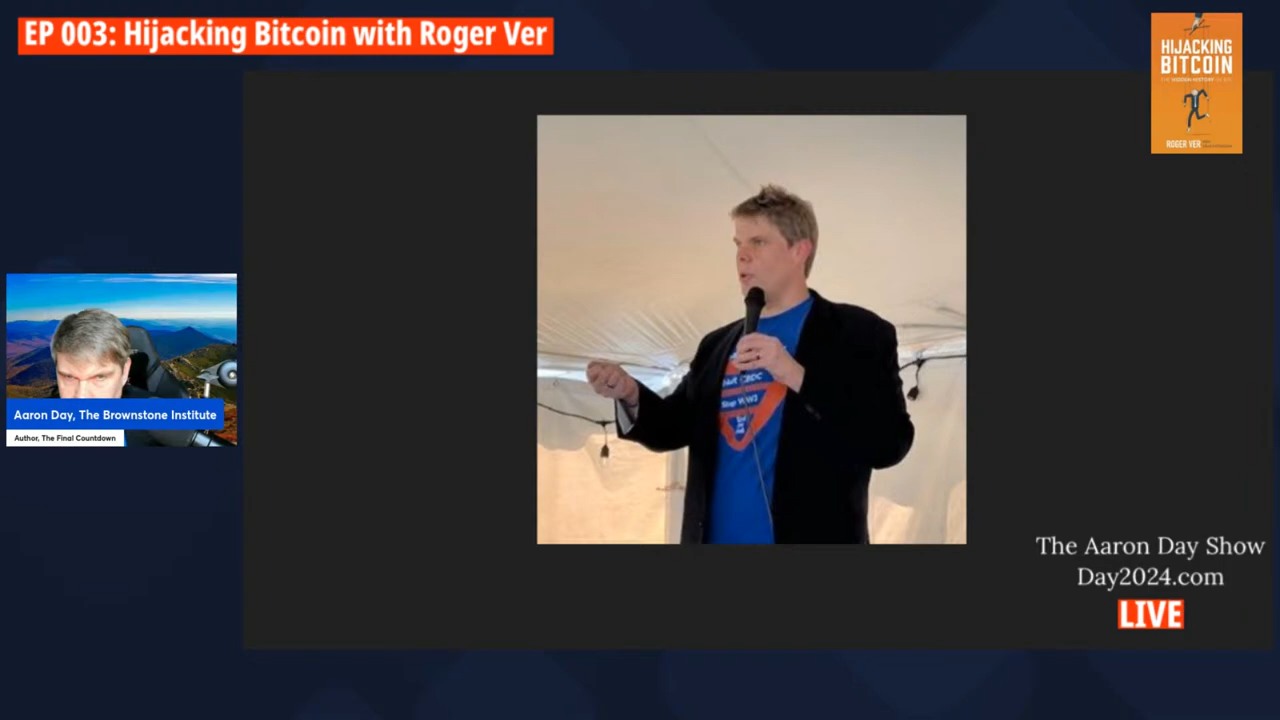 EP 003: Hijacking Bitcoin with Roger Ver
HIJACKING
BITCOIN
ROGER VER
CBDC
Stop
Aaron Day, The Brownstone Institute
Author, The Final Countdown
The Aaron Day Show
Day2024.com
LIVE